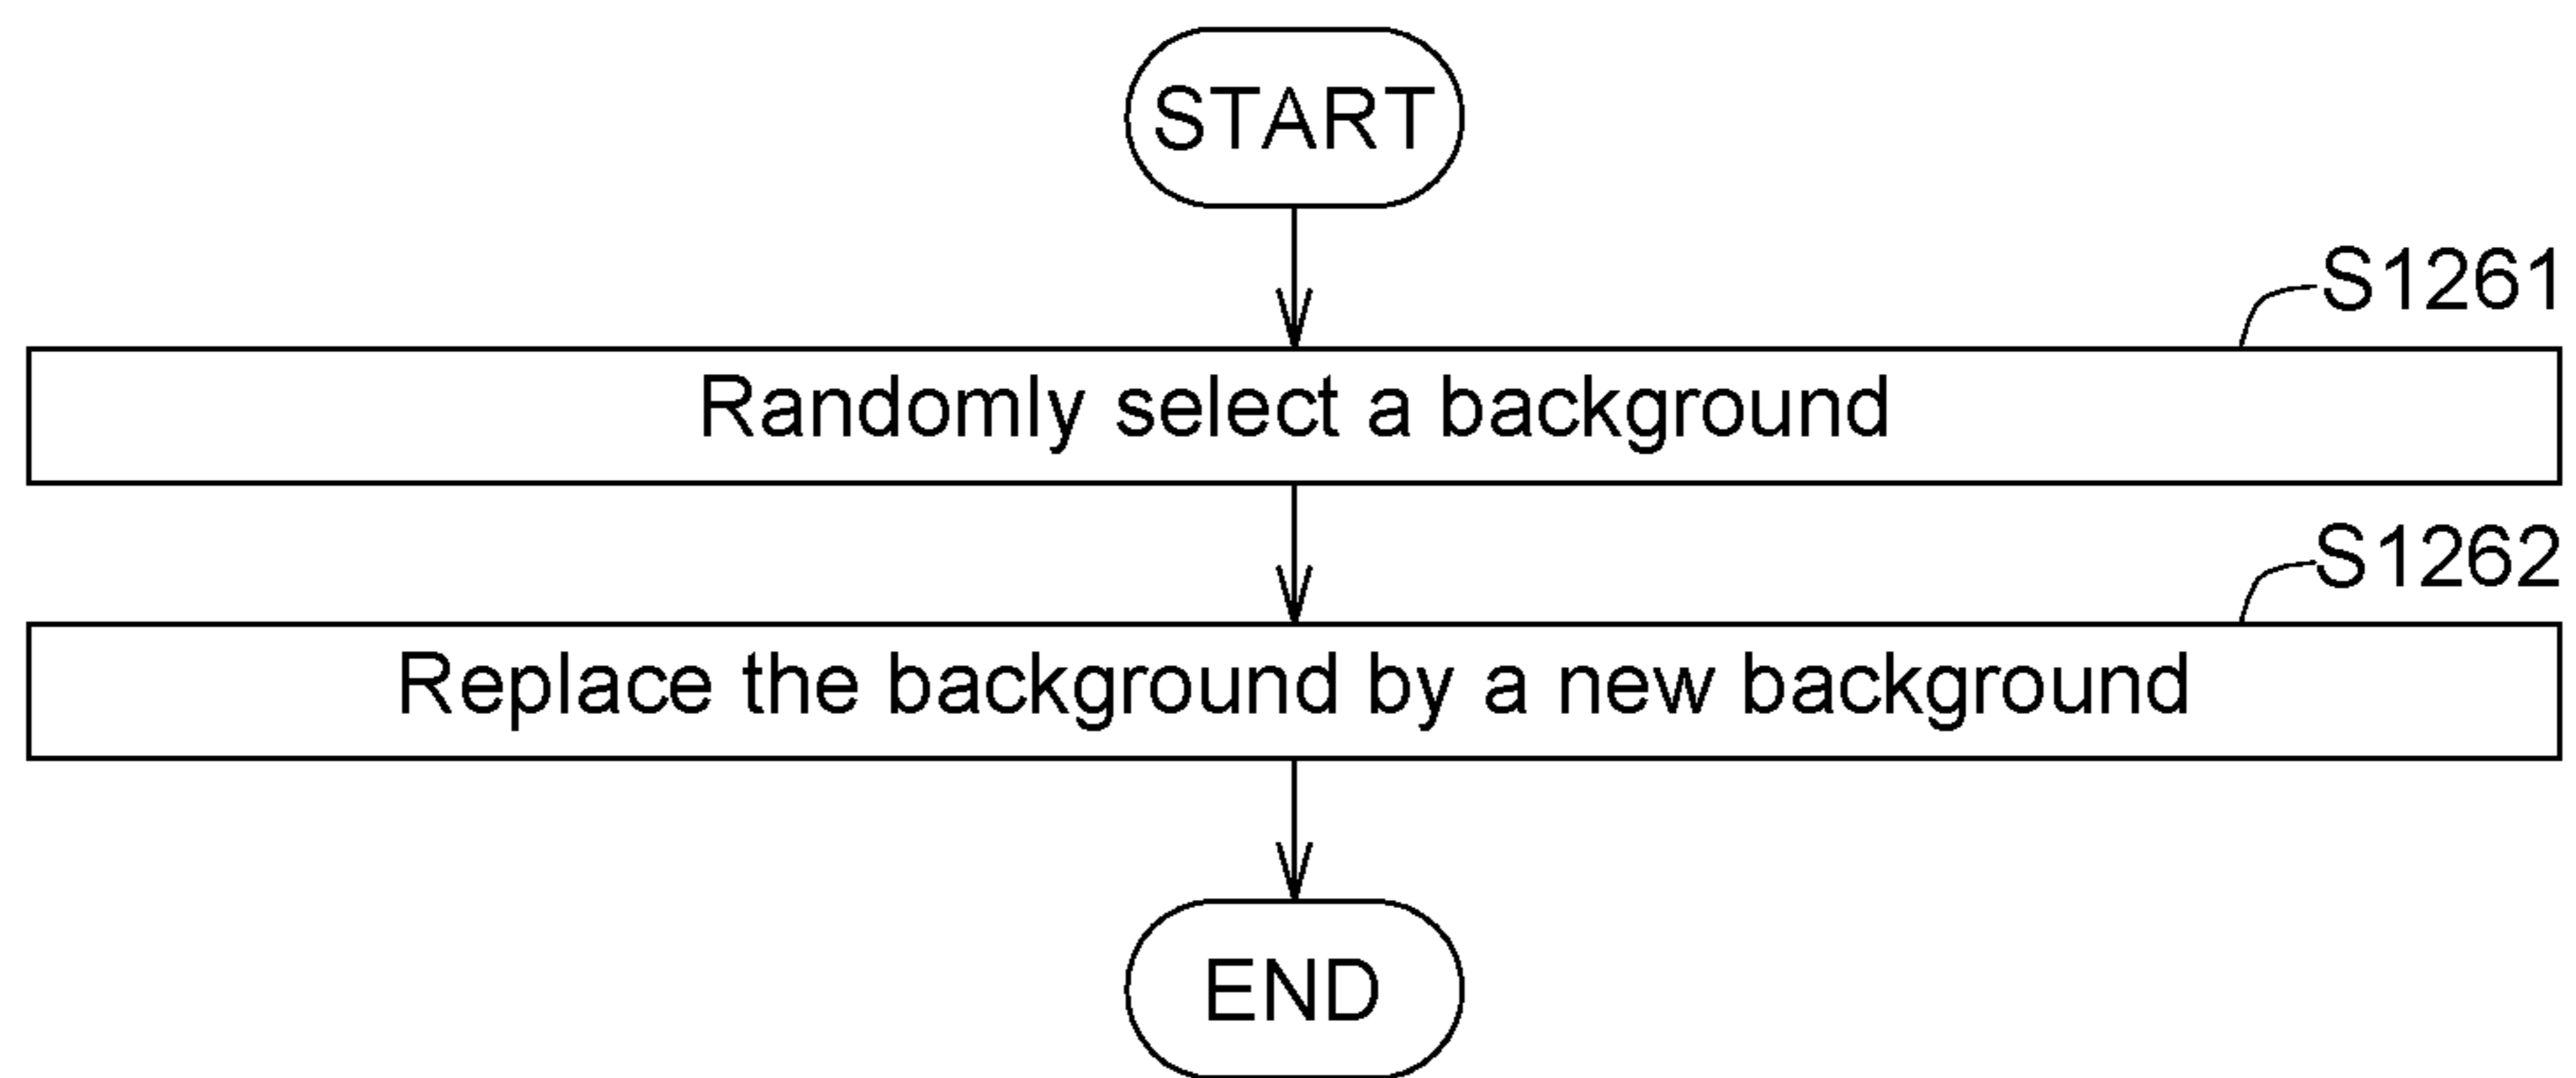 START
S1261
Randomly select a background
S1262
Replace the background by a new background
END